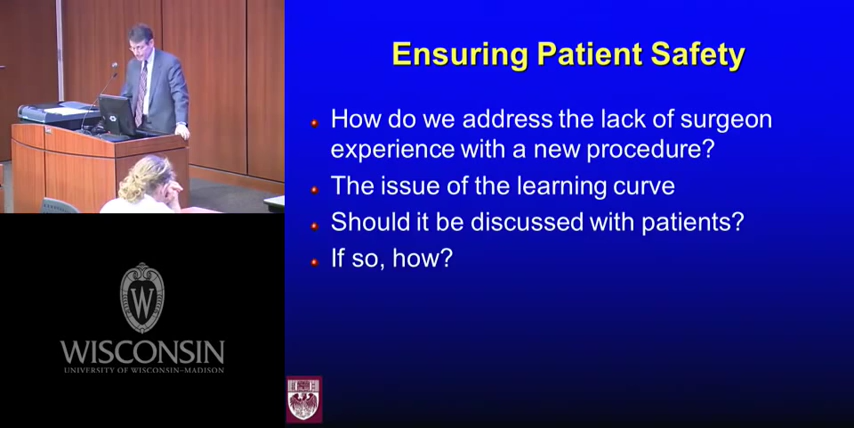 Ensuring Patient Safety
How do we address the lack of surgeon
experience with a new procedure?
The issue of the learning curve
Should it be discussed with patients?
If so, how?
W
WISCONSIN
UNIVERSITY OF WISCONSIN–MADISON